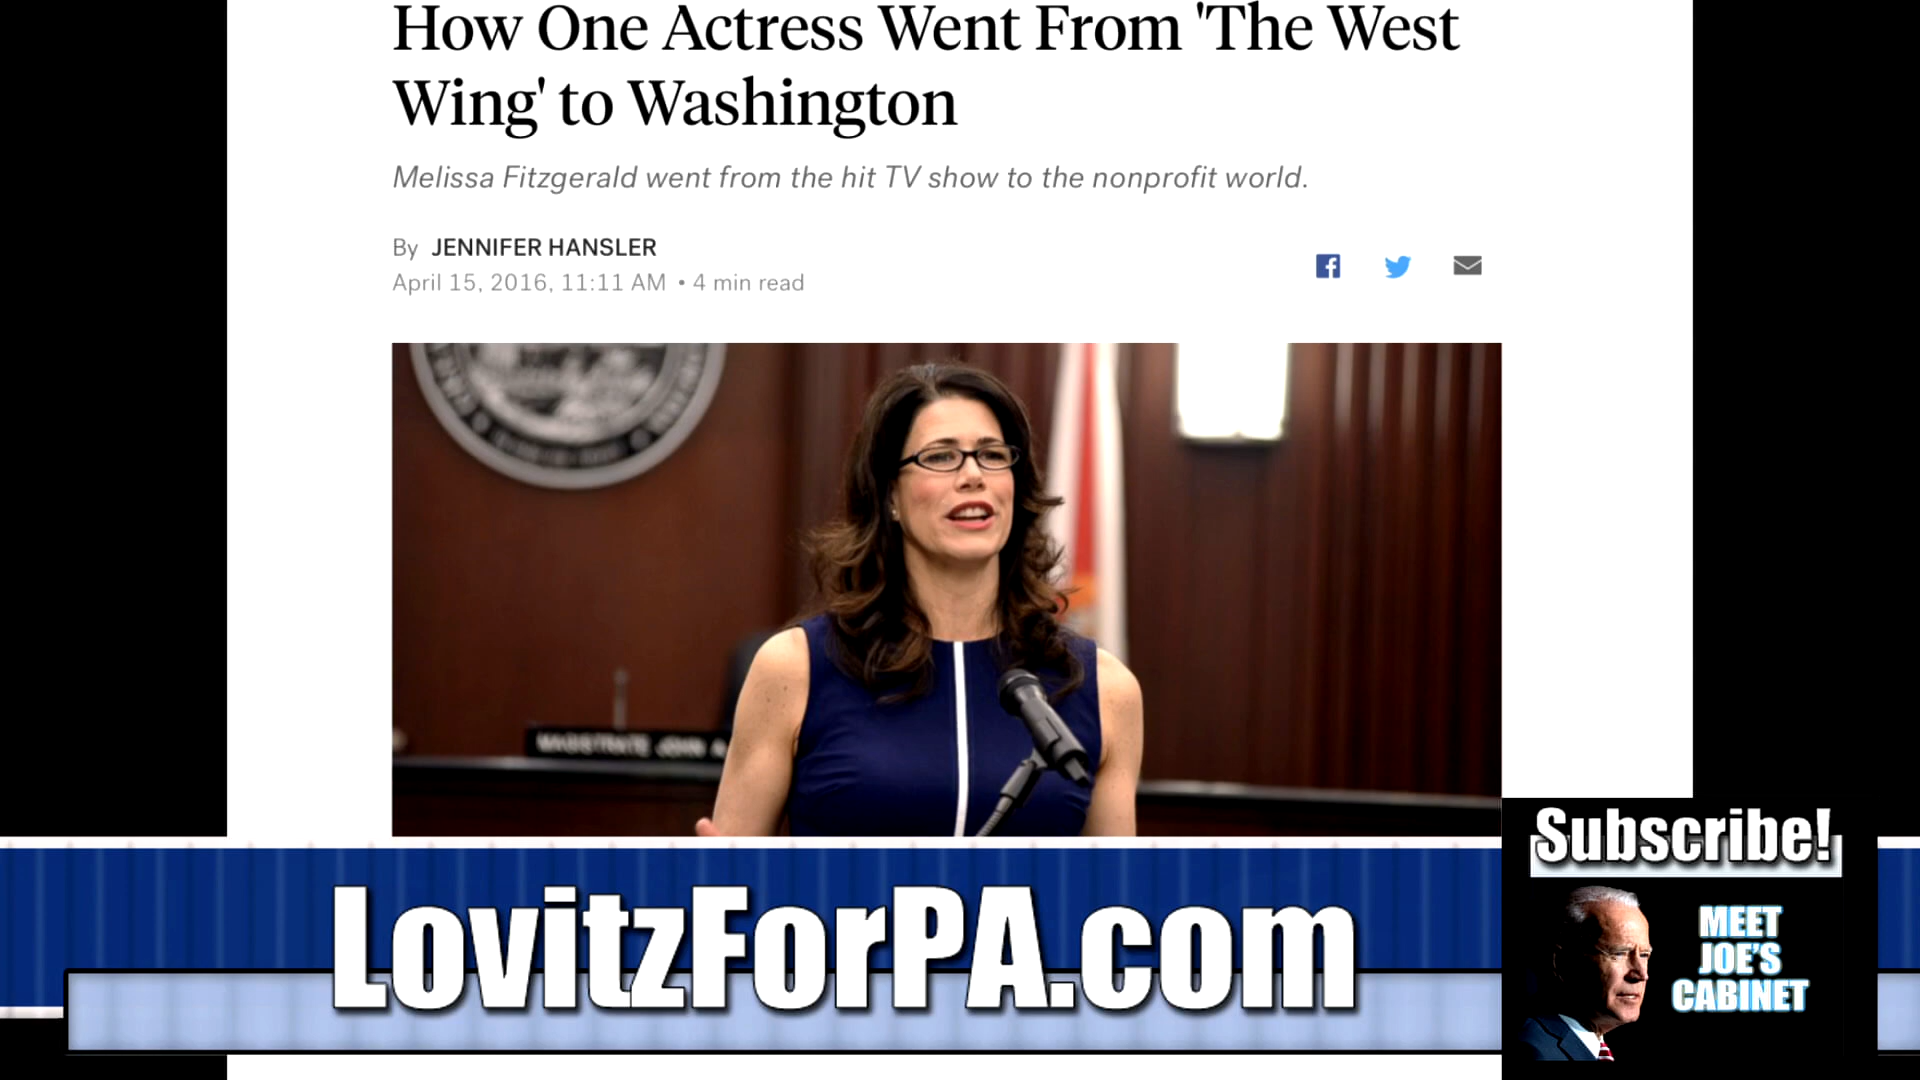 How One Actress Went From 'The West
Wing' to Washington
Melissa Fitzgerald went from the hit TV show to the nonprofit world.
By JENNIFER HANSLER
April 15, 2016, 11:11 AM • 4 min read
MAGISTRATE JOHN A
LovitzForPA.com
Subscribe!
MEET
JOE'S
CABINET